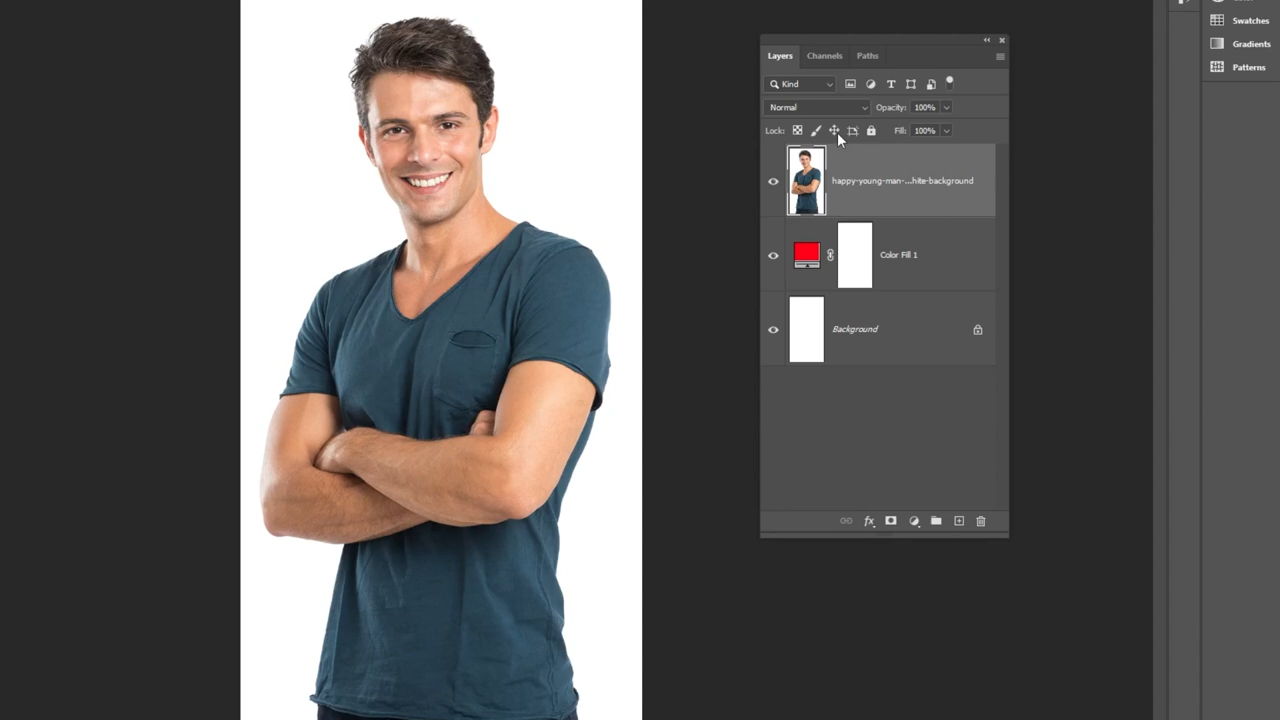 Swatches
Gradients
Patterns
Layers Channels Paths
Kind
Normal Opacity: 100%
Lock: Fill: 100%
happy-young-man-...hite-background
Color Fill 1
Background